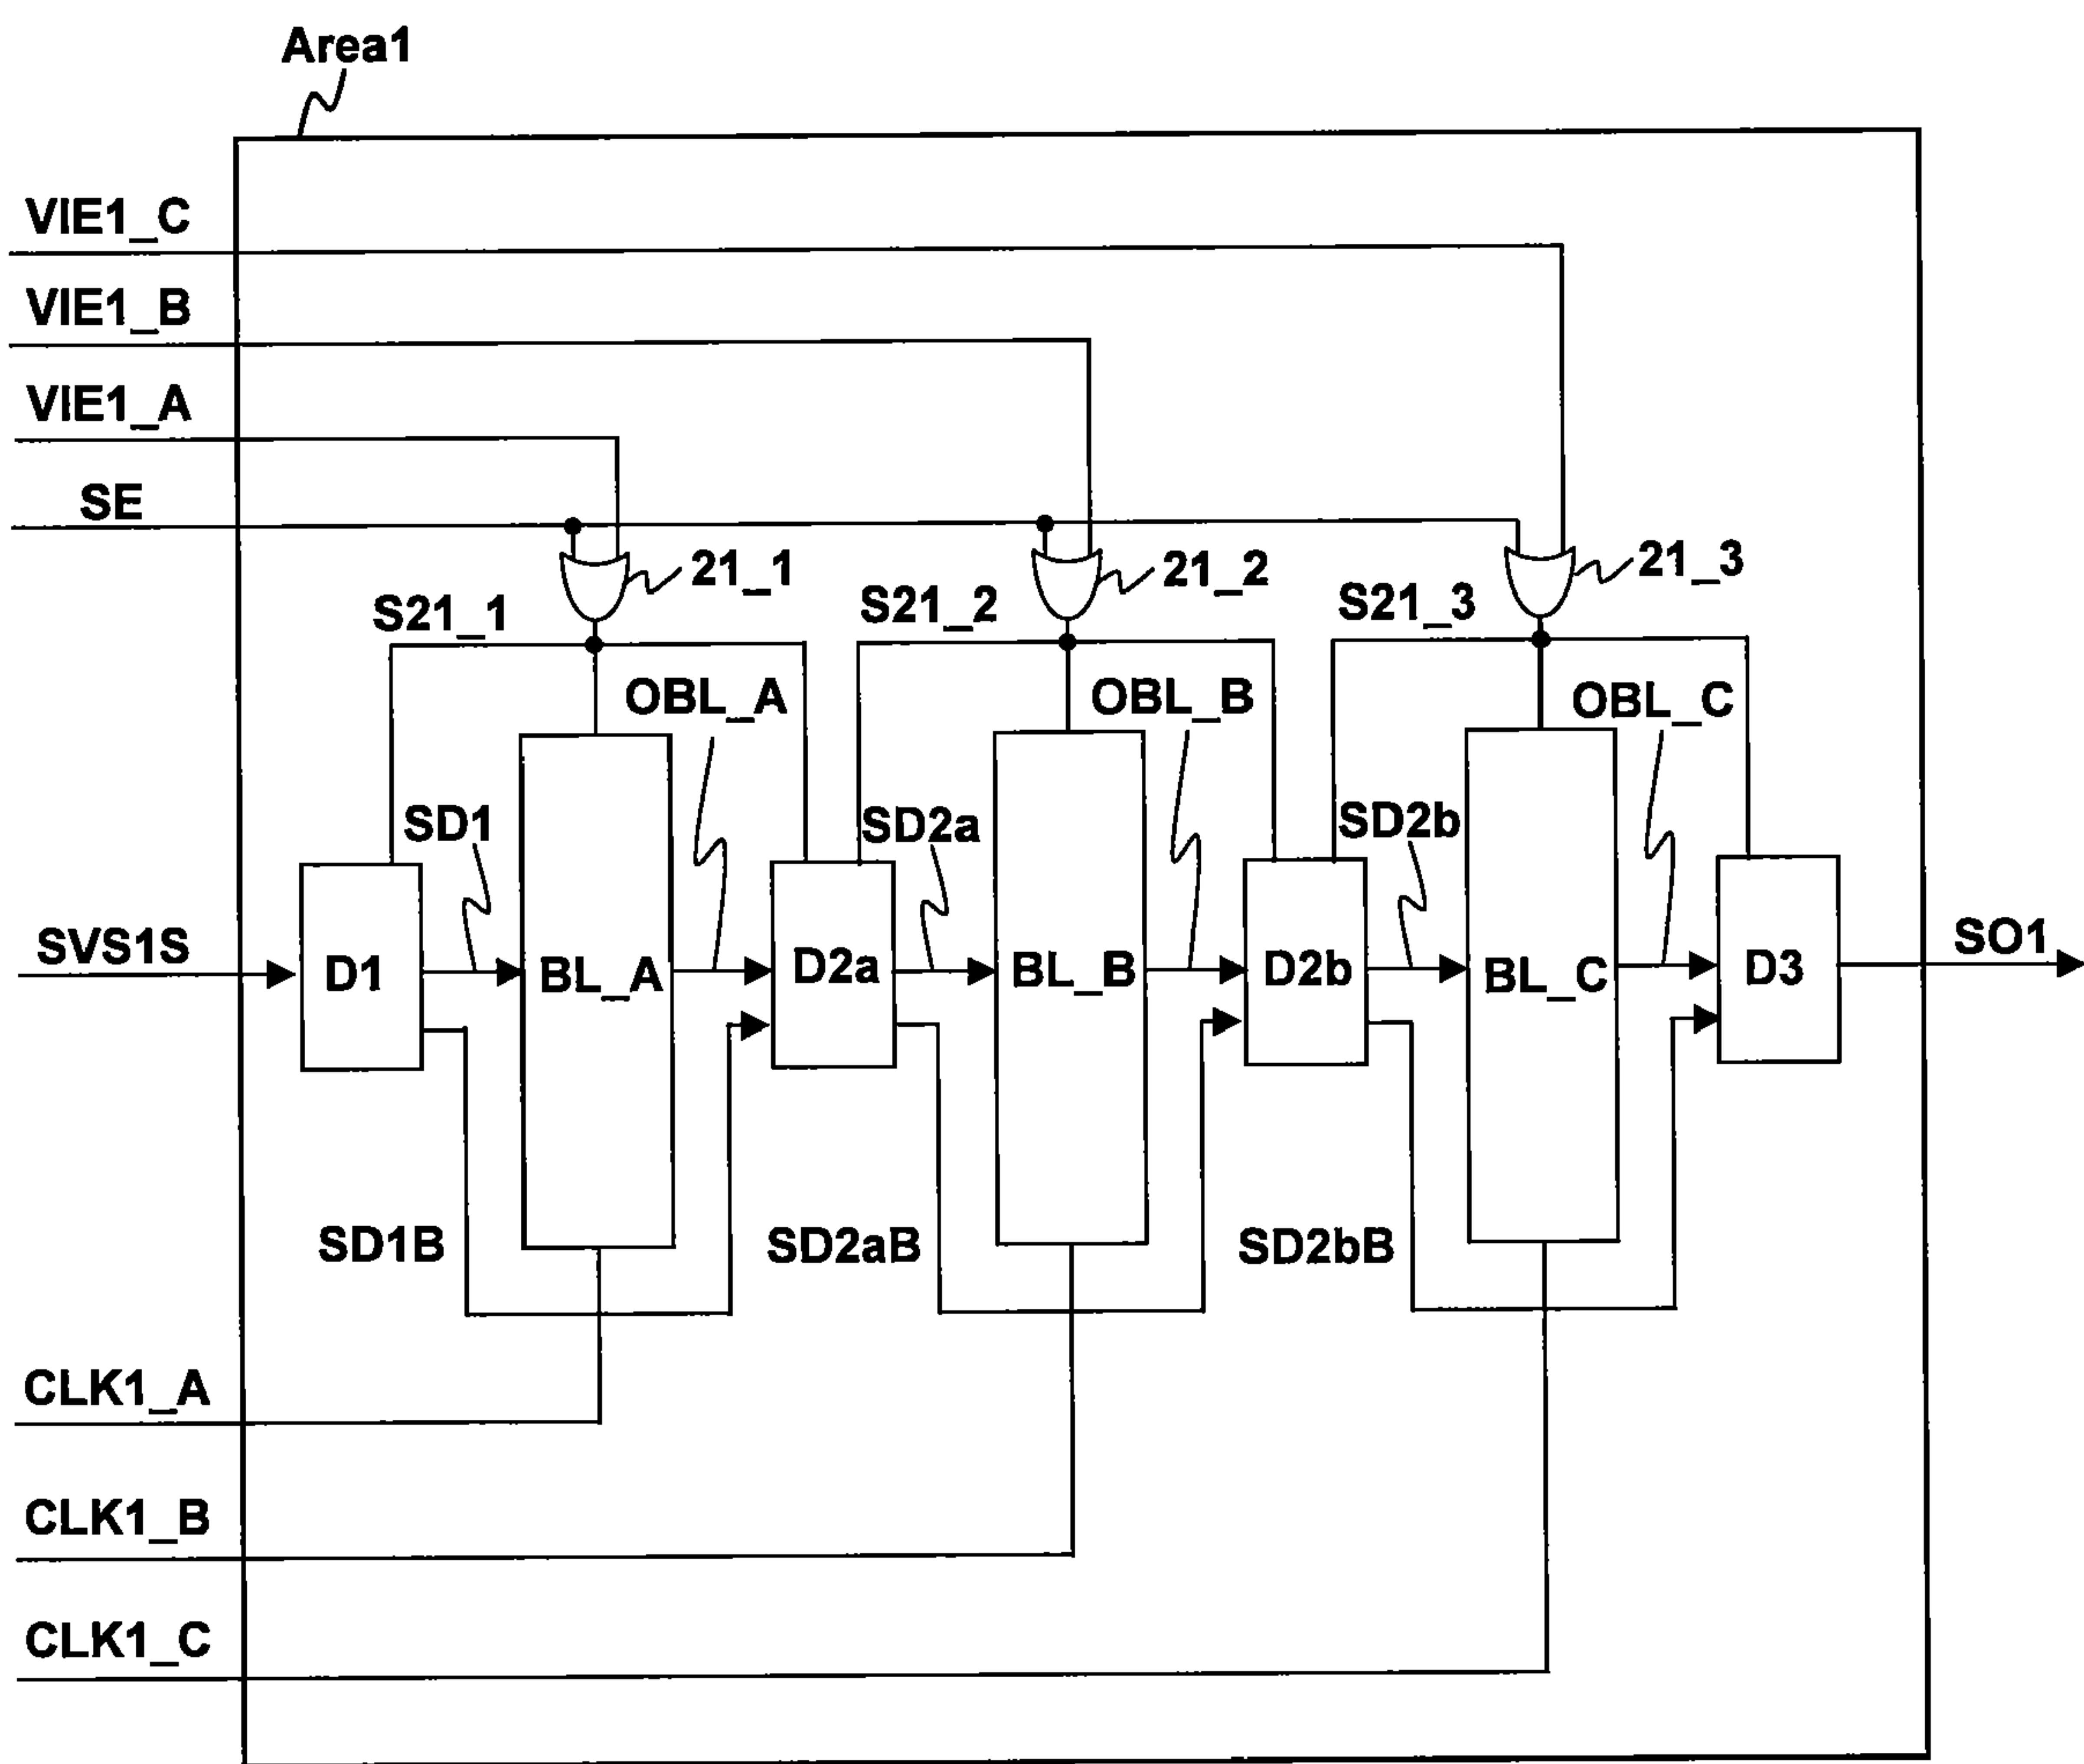 Area1
VIE1_C
VIE1_B
VIE1_A
SE
21_1
21_2
21_3
S21_1
S21_2
S21_3
OBL_A
OBL_B
OBL_C
SD1
SD2a
SD2b
SVS1S
D1
BL_A
D2a
BL_B
D2b
BL_C
D3
SO1
SD1B
SD2aB
SD2bB
CLK1_A
CLK1_B
CLK1_C